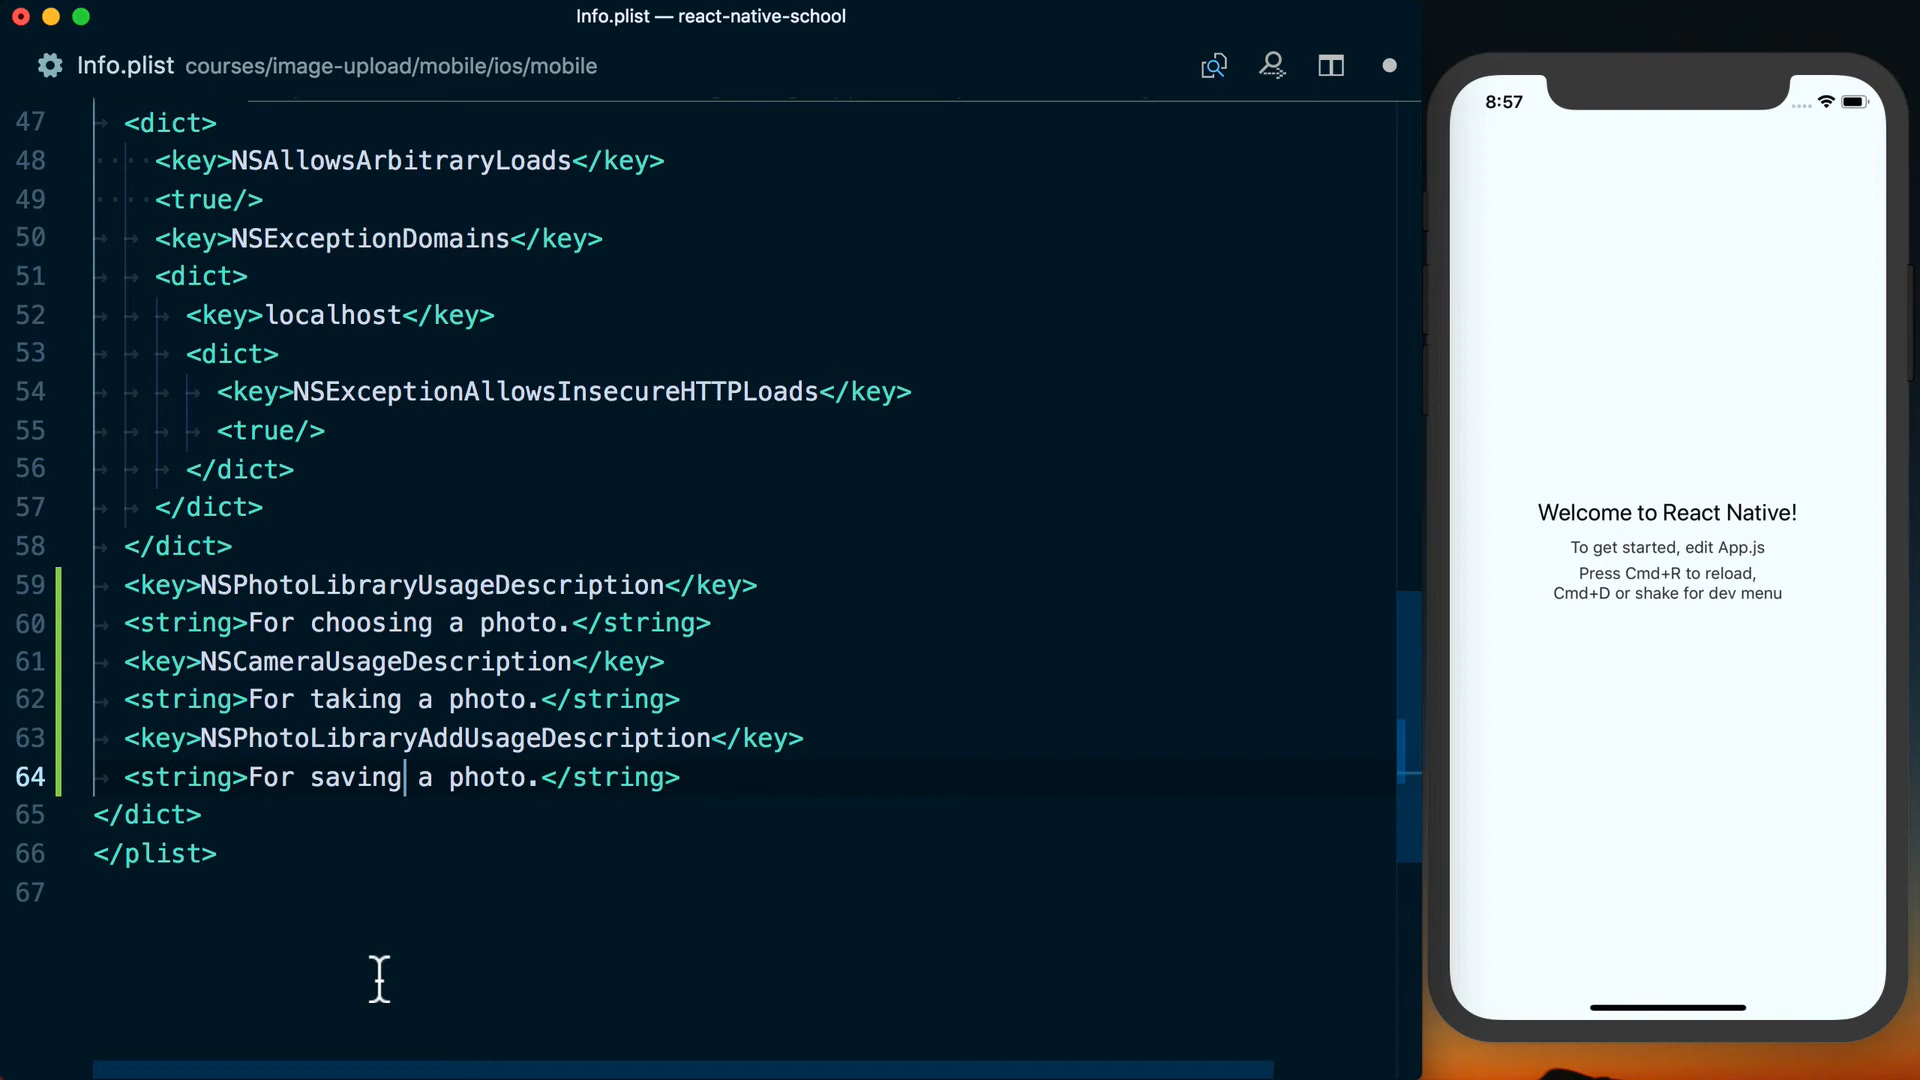 Info.plist — react-native-school
Info.plist courses/image-upload/mobile/ios/mobile
47 <dict>
48 <key>NSAllowsArbitraryLoads</key>
49 <true/>
50 <key>NSExceptionDomains</key>
51 <dict>
52 <key>localhost</key>
53 <dict>
54 <key>NSExceptionAllowsInsecureHTTPLoads</key>
55 <true/>
56 </dict>
57 </dict>
58 </dict>
59 <key>NSPhotoLibraryUsageDescription</key>
60 <string>For choosing a photo.</string>
61 <key>NSCameraUsageDescription</key>
62 <string>For taking a photo.</string>
63 <key>NSPhotoLibraryAddUsageDescription</key>
64 <string>For saving a photo.</string>
65 </dict>
66 </plist>
67
8:57
Welcome to React Native!
To get started, edit App.js
Press Cmd+R to reload,
Cmd+D or shake for dev menu